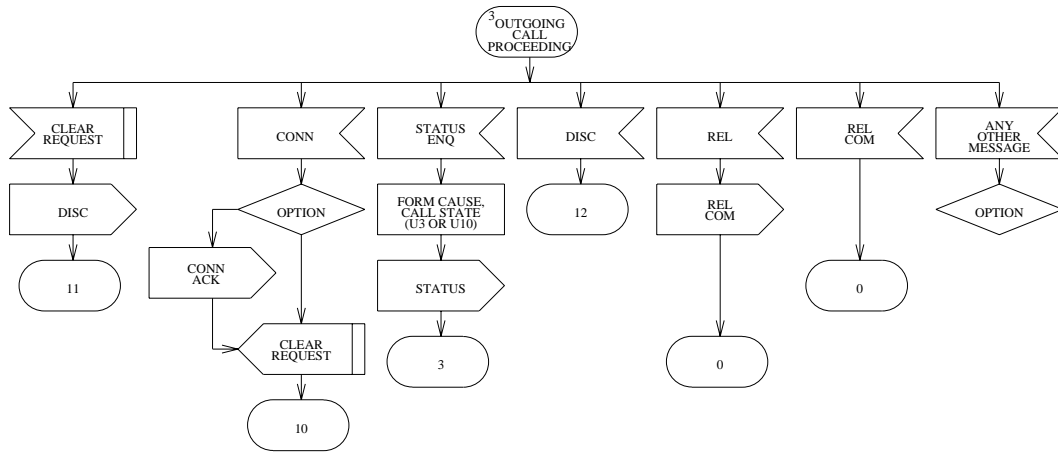 3
OUTGOING
CALL
PROCEEDING
CLEAR
REQUEST
CONN
STATUS
ENQ
DISC
REL
REL
COM
ANY
OTHER
MESSAGE
DISC
OPTION
FORM CAUSE,
CALL STATE
(U3 OR U10)
12
REL
COM
OPTION
11
CONN
ACK
STATUS
0
CLEAR
REQUEST
3
0
10